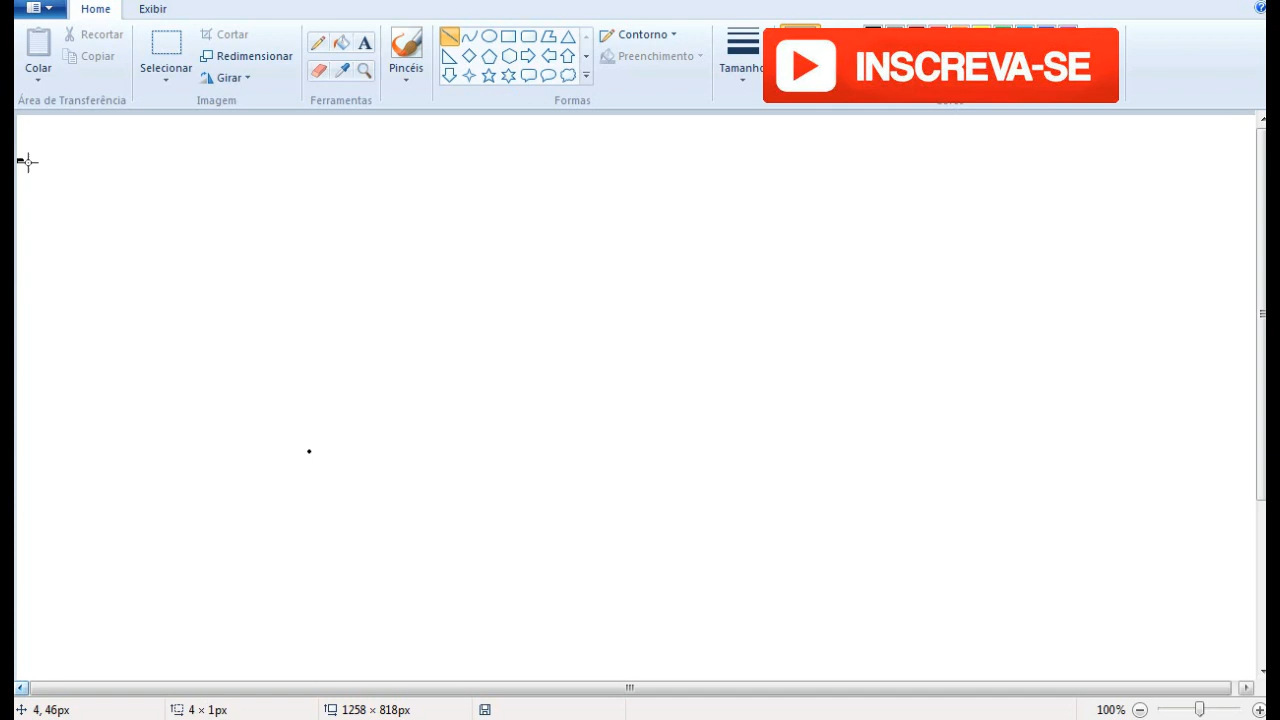 Home
Exibir
Colar
Recortar
Copiar
Área de Transferência
Selecionar
Cortar
Redimensionar
Girar
Imagem
A
Ferramentas
Pincéis
Formas
Contorno
Preenchimento
Tamanho
INSCREVA-SE
4, 46px
4 × 1px
1258 × 818px
100%